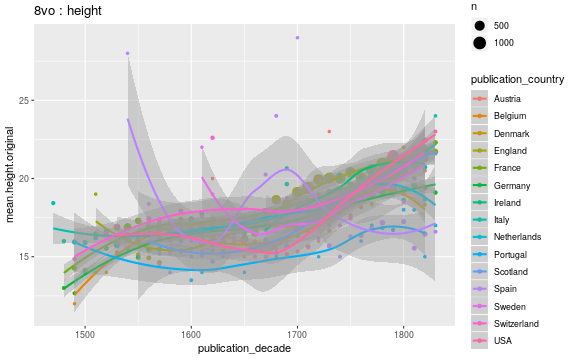 8vo : height
mean.height.original
25
20
15
1500
1600
1700
1800
publication_decade
n
500
1000
publication_country
Austria
Belgium
Denmark
England
France
Germany
Ireland
Italy
Netherlands
Portugal
Scotland
Spain
Sweden
Switzerland
USA